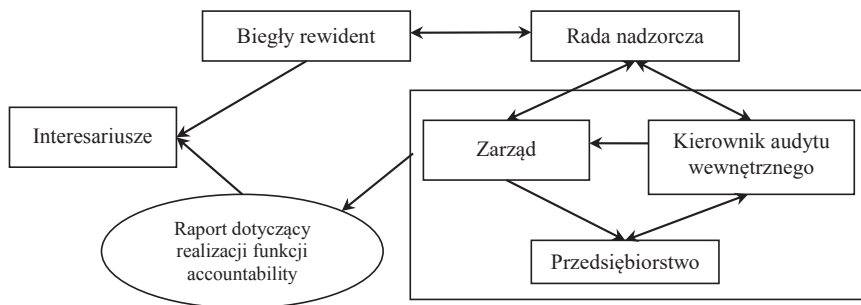 Biegły rewident
Rada nadzorcza
Interesariusze
Zarząd
Kierownik audytu
wewnętrznego
Raport dotyczący
realizacji funkcji
accountability
Przedsiębiorstwo